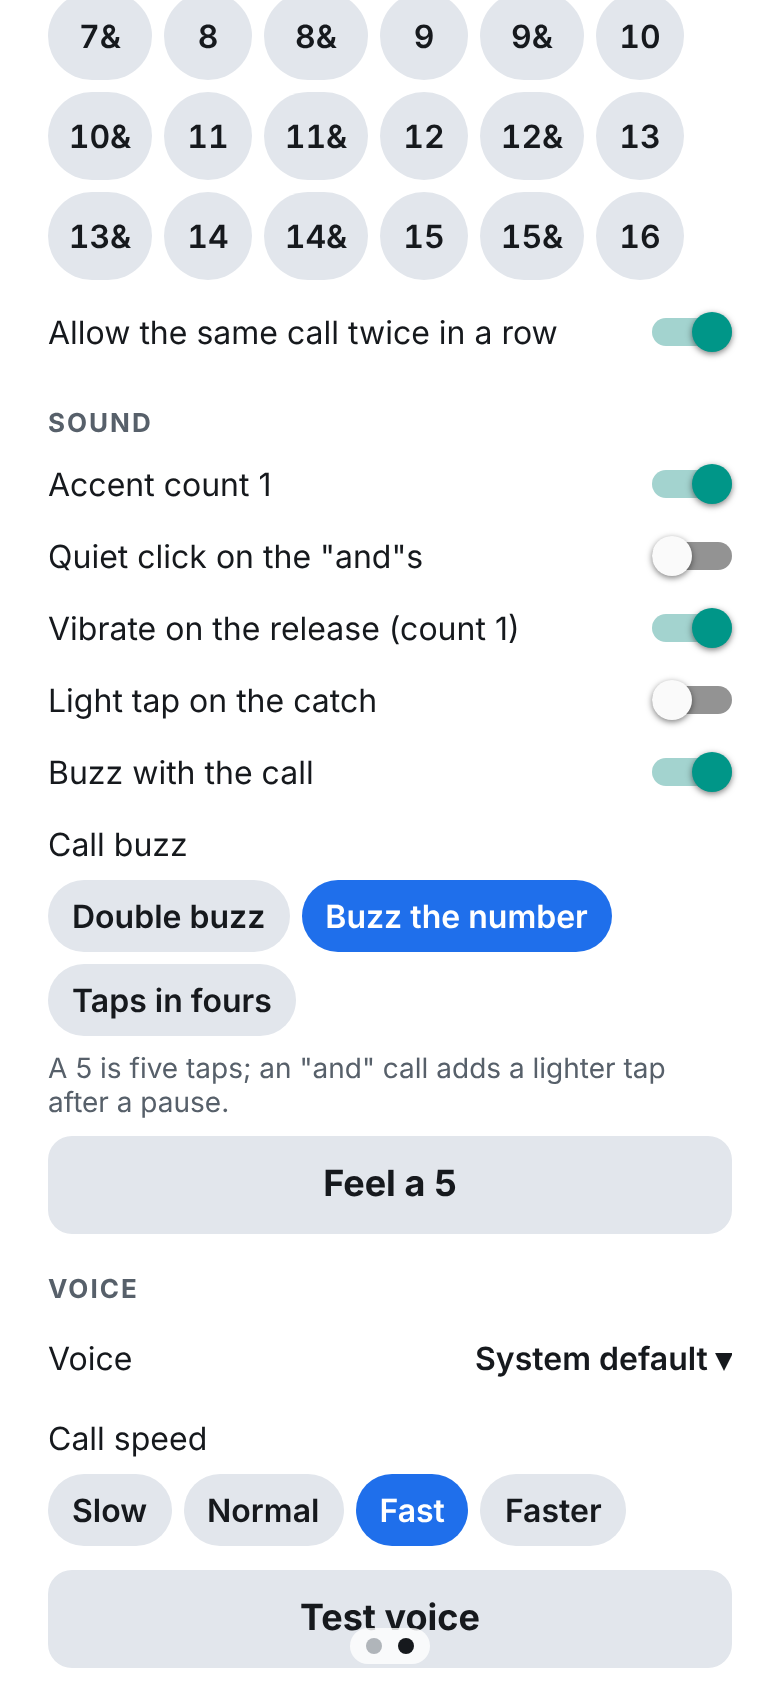 7& 8 8& 9 9& 10
10& 11 11& 12 12& 13
13& 14 14& 15 15& 16
Allow the same call twice in a row
SOUND
Accent count 1
Quiet click on the "and"s
Vibrate on the release (count 1)
Light tap on the catch
Buzz with the call
Call buzz
Double buzz Buzz the number
Taps in fours
A 5 is five taps; an "and" call adds a lighter tap
after a pause.
Feel a 5
VOICE
Voice System default ▾
Call speed
Slow Normal Fast Faster
Test voice